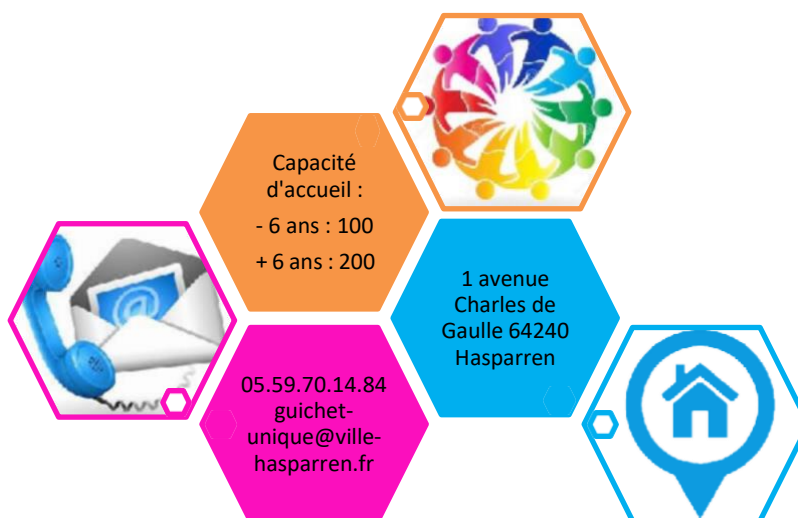 Capacité
d'accueil :
- 6 ans : 100
+ 6 ans : 200
1 avenue
Charles de
Gaulle 64240
Hasparren
05.59.70.14.84
guichet-
unique@ville-
hasparren.fr
@